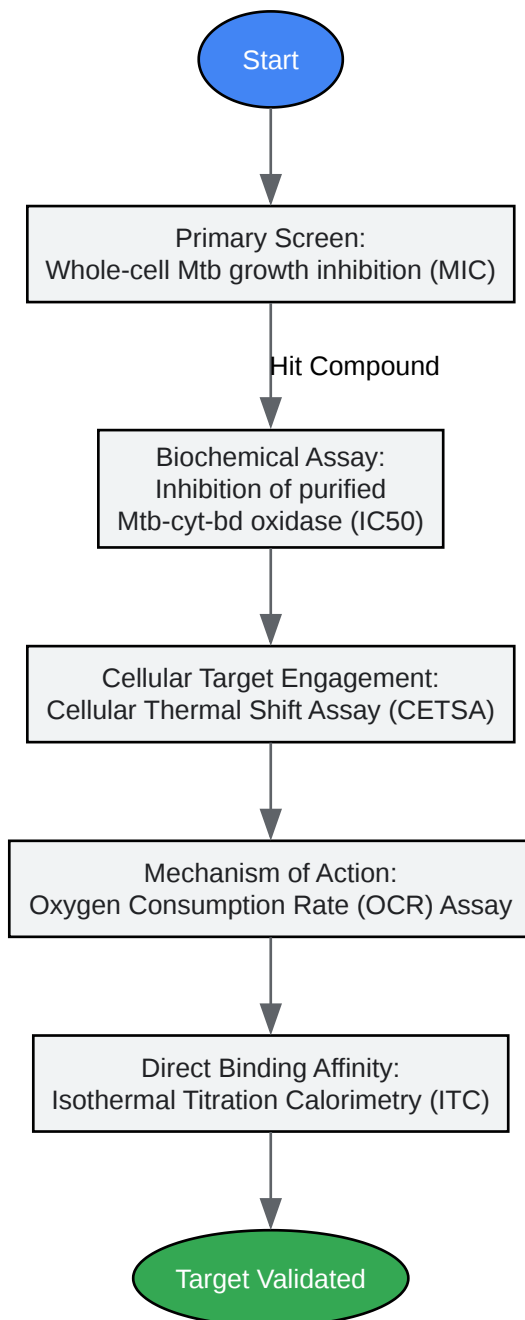 Start
Primary Screen:
Whole-cell Mtb growth inhibition (MIC)
Hit Compound
Biochemical Assay:
Inhibition of purified
Mtb-cyt-bd oxidase (IC50)
Cellular Target Engagement:
Cellular Thermal Shift Assay (CETSA)
Mechanism of Action:
Oxygen Consumption Rate (OCR) Assay
Direct Binding Affinity:
Isothermal Titration Calorimetry (ITC)
Target Validated